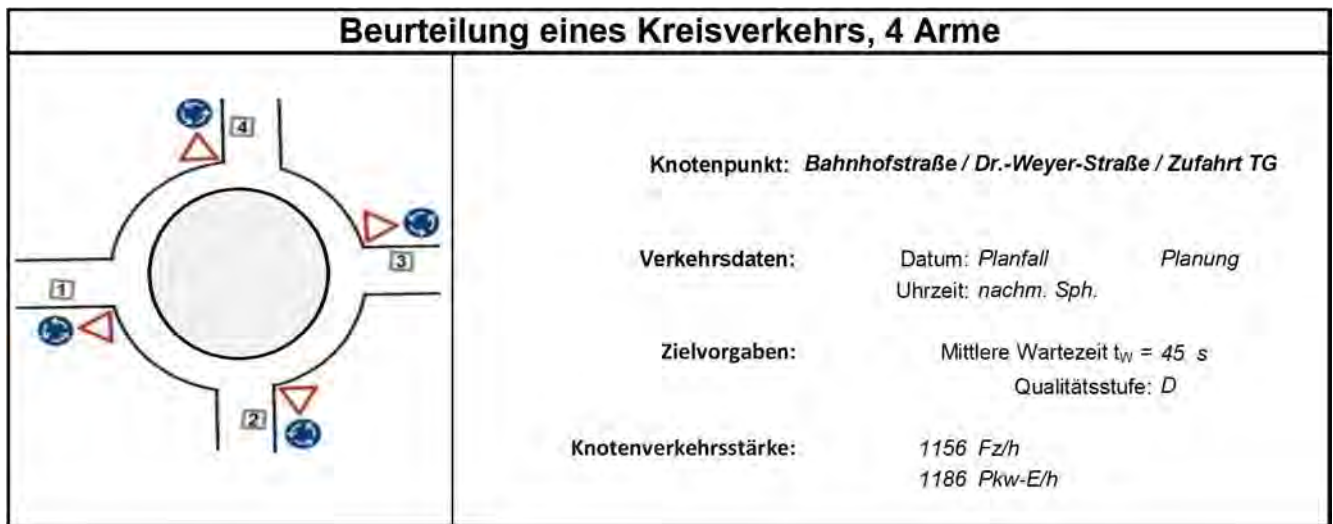 Beurteilung eines Kreisverkehrs, 4 Arme
4
3
1
2
Knotenpunkt: Bahnhofstraße / Dr.-Weyer-Straße / Zufahrt TG
Verkehrsdaten: Datum: Planfall Planung
Uhrzeit: nachm. Sph.
Zielvorgaben: Mittlere Wartezeit tW = 45 s
Qualitätsstufe: D
Knotenverkehrsstärke: 1156 Fz/h
1186 Pkw-E/h